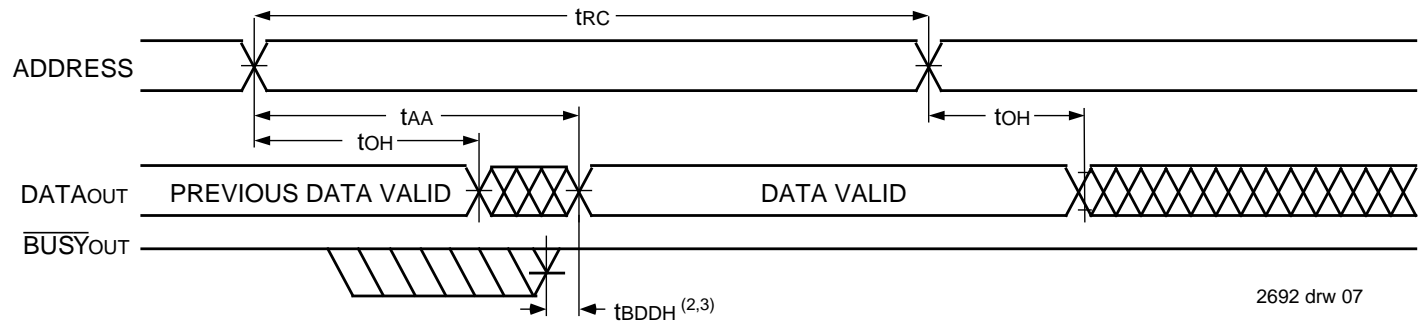 tRC
ADDRESS
tAA
tOH
tOH
DATAOUT
PREVIOUS DATA VALID
DATA VALID
BUSYOUT
tBDDH (2,3)
2692 drw 07